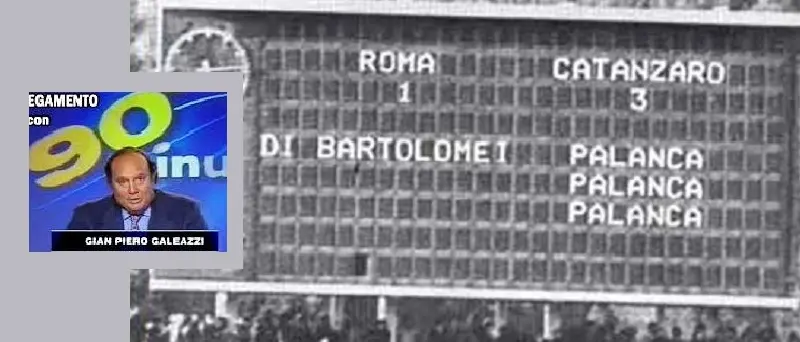 EGAMENTO
con
90
inu
GIAN PIERO GALEAZZI
ROMA
1
CATANZARO
3
DI BARTOLOMEI
PALANCA
PALANCA
PALANCA